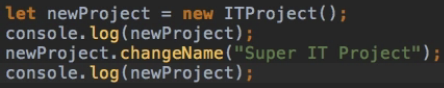 let newProject = new ITProject();
console.log(newProject);
newProject.changeName("Super IT Project");
console.log(newProject);